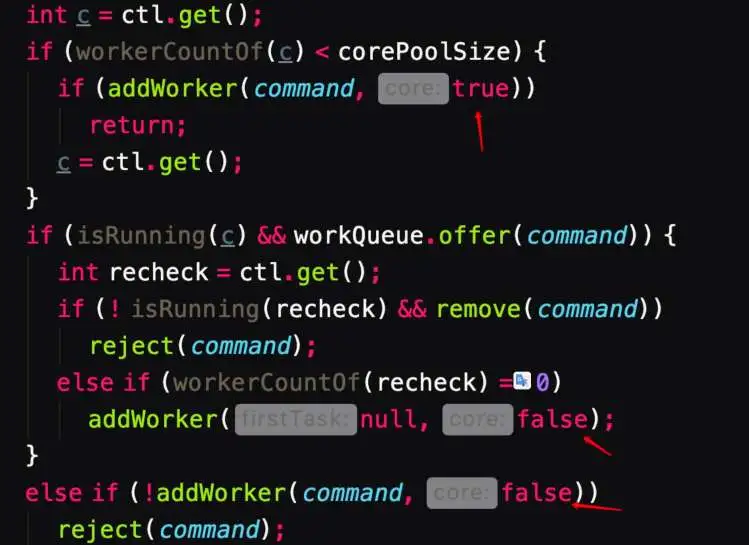 int c = ctl.get();
if (workerCountOf(c) < corePoolSize) {
if (addWorker(command, core: true))
return;
c = ctl.get();
}
if (isRunning(c) && workQueue.offer(command)) {
int recheck = ctl.get();
if (! isRunning(recheck) && remove(command))
reject(command);
else if (workerCountOf(recheck) = 0)
addWorker( firstTask: null, core: false);
}
else if (!addWorker(command, core: false))
reject(command);